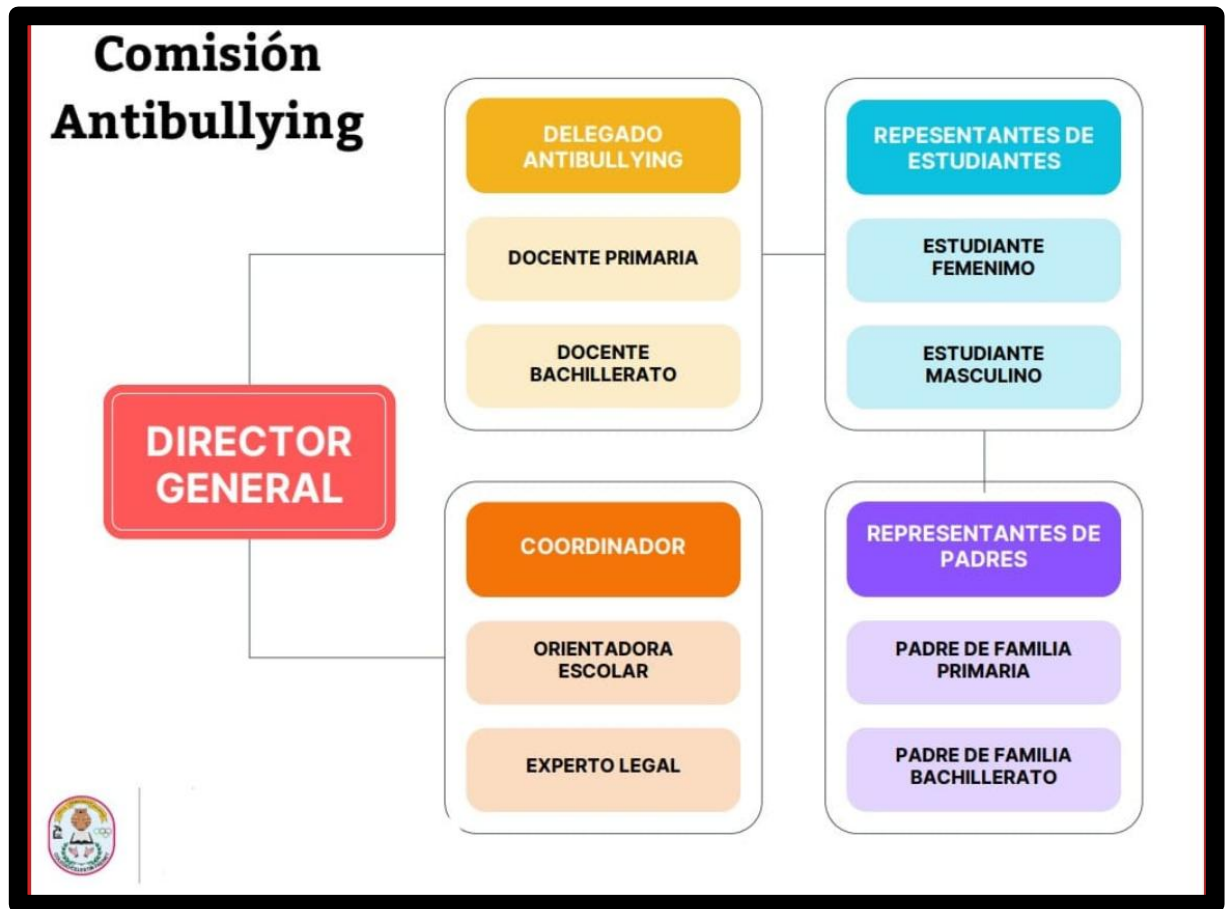 Comisión
Antibullying
DELEGADO
ANTIBULLYING
DOCENTE PRIMARIA
DOCENTE
BACHILLERATO
REPESENTANTES DE
ESTUDIANTES
ESTUDIANTE
FEMENIMO
ESTUDIANTE
MASCULINO
DIRECTOR
GENERAL
COORDINADOR
ORIENTADORA
ESCOLAR
EXPERTO LEGAL
REPRESENTANTES DE
PADRES
PADRE DE FAMILIA
PRIMARIA
PADRE DE FAMILIA
BACHILLERATO